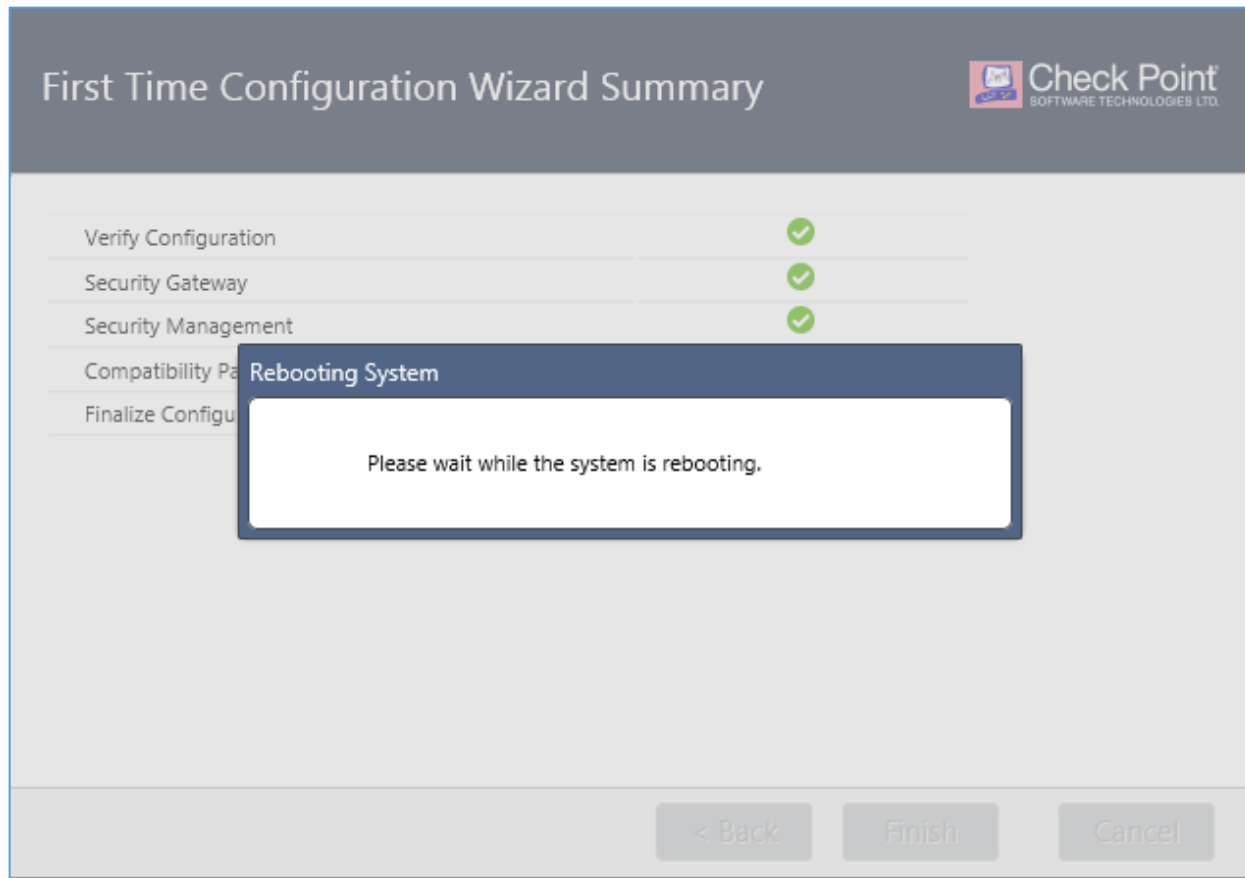 First Time Configuration Wizard Summary
Check Point
SOFTWARE TECHNOLOGIES LTD.
Verify Configuration
Security Gateway
Security Management
Compatibility Pa
Rebooting System
Finalize Configu
Please wait while the system is rebooting.
< Back Finish Cancel